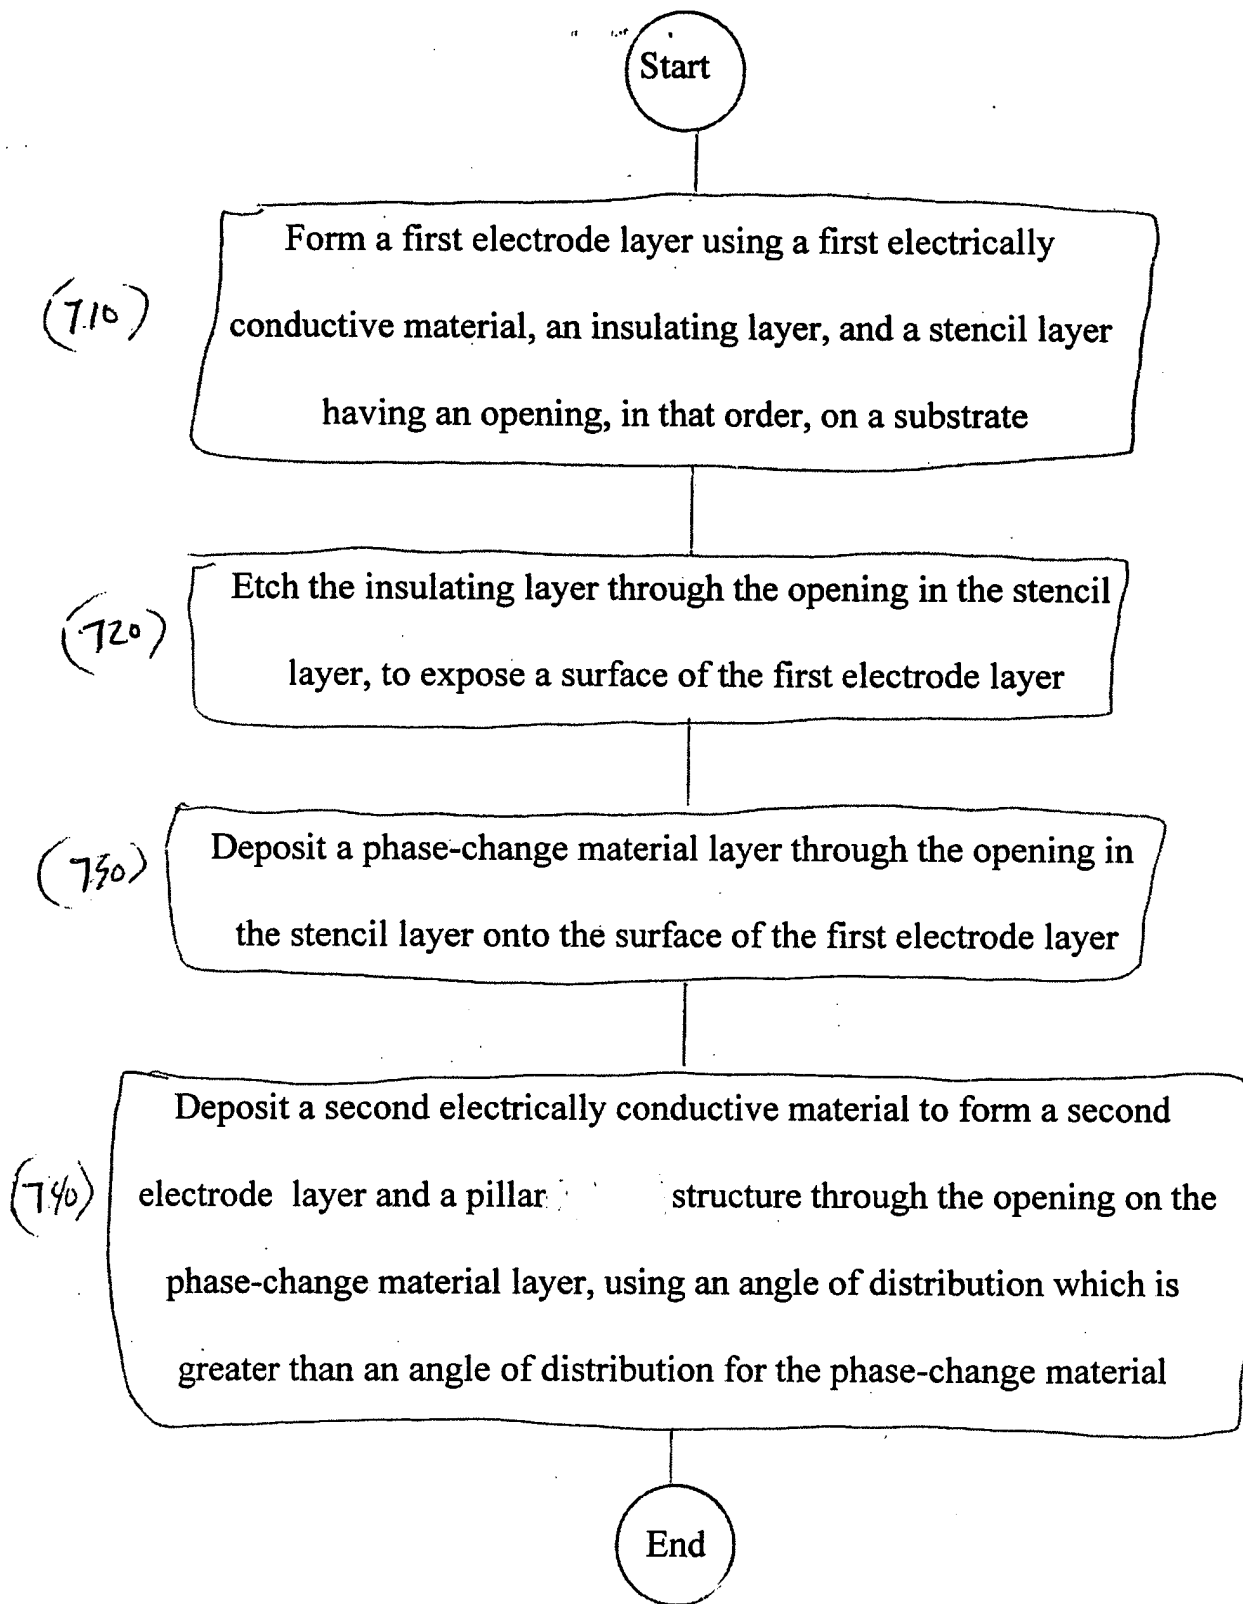 Start
(710)
Form a first electrode layer using a first electrically
conductive material, an insulating layer, and a stencil layer
having an opening, in that order, on a substrate
(720)
Etch the insulating layer through the opening in the stencil
layer, to expose a surface of the first electrode layer
(730)
Deposit a phase-change material layer through the opening in
the stencil layer onto the surface of the first electrode layer
(740)
Deposit a second electrically conductive material to form a second
electrode layer and a pillar structure through the opening on the
phase-change material layer, using an angle of distribution which is
greater than an angle of distribution for the phase-change material
End